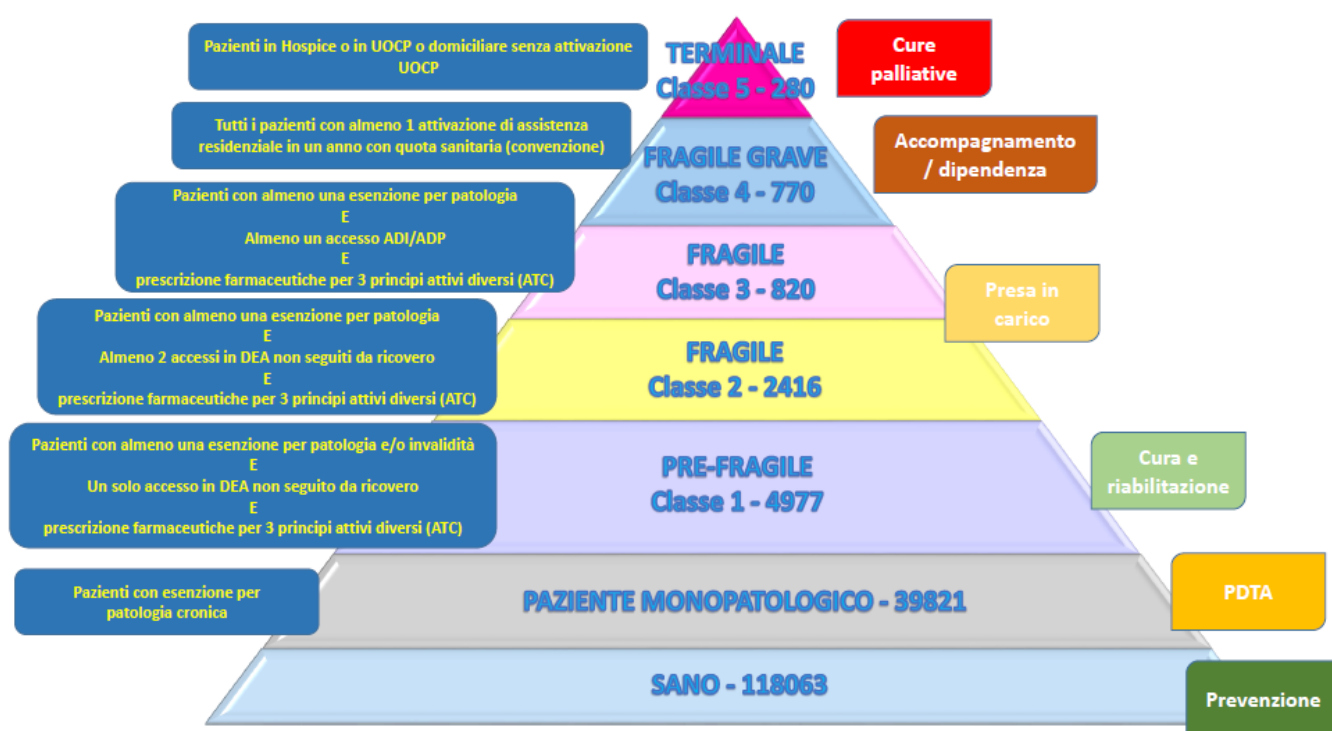 Pazienti in Hospice o in UOCP o domiciliare senza attivazione
UOCP
TERMINALE
Classe 5 - 280
Cure
palliative
Tutti i pazienti con almeno 1 attivazione di assistenza
residenziale in un anno con quota sanitaria (convenzione)
FRAGILE GRAVE
Classe 4 - 770
Accompagnamento
/ dipendenza
Pazienti con almeno una esenzione per patologia
E
Almeno un accesso ADI/ADP
E
prescrizione farmaceutiche per 3 principi attivi diversi (ATC)
FRAGILE
Classe 3 - 820
Presa in
carico
Pazienti con almeno una esenzione per patologia
E
Almeno 2 accessi in DEA non seguiti da ricovero
E
prescrizione farmaceutiche per 3 principi attivi diversi (ATC)
FRAGILE
Classe 2 - 2416
Pazienti con almeno una esenzione per patologia e/o invalidità
E
Un solo accesso in DEA non seguito da ricovero
E
prescrizione farmaceutiche per 3 principi attivi diversi (ATC)
PRE-FRAGILE
Classe 1 - 4977
Cura e
riabilitazione
Pazienti con esenzione per
patologia cronica
PAZIENTE MONOPATOLOGICO - 39821
PDTA
SANO - 118063
Prevenzione